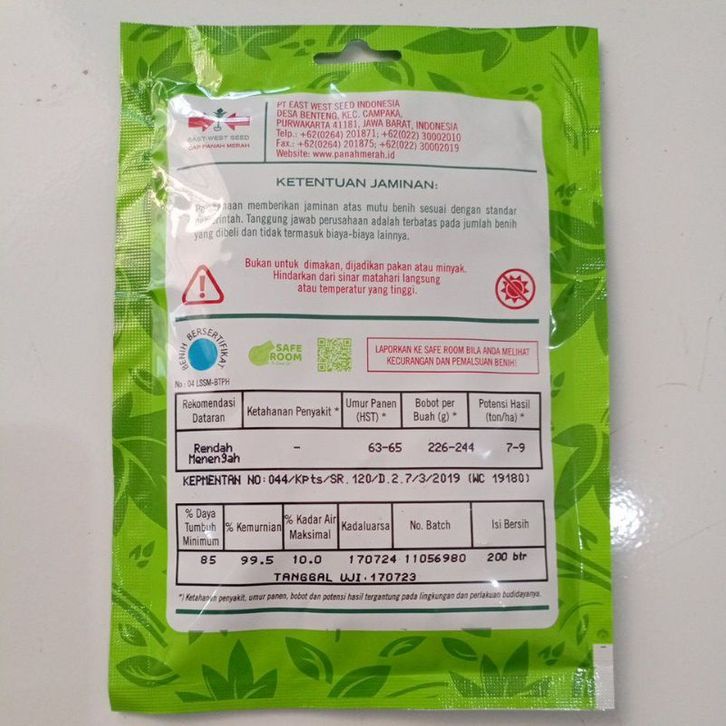 PT EAST WEST SEED INDONESIA
DESA BENTENG, KEC. CAMPAKA,
PURWAKARTA 41181, JAWA BARAT, INDONESIA
Telp.: +62(0264) 201871; +62(022) 30002010
Fax.: +62(0264) 201875; +62(022) 30002019
Website: www.panahmerah.id
EAST WEST SEED
CAP PANAH MERAH
KETENTUAN JAMINAN:
memberikan jaminan atas mutu benih sesuai dengan standar
Tanggung jawab perusahaan adalah terbatas pada jumlah benih
yang dibeli dan tidak termasuk biaya-biaya lainnya.
Bukan untuk dimakan, dijadikan pakan atau minyak.
Hindarkan dari sinar matahari langsung
atau temperatur yang tinggi.
BENIH BERSERTIFIKAT
No : 04 LSSM-BTPH
SAFE
ROOM
LAPORKAN KE SAFE ROOM BILA ANDA MELIHAT
KECURANGAN DAN PEMALSUAN BENIH!
Rekomendasi Dataran Ketahanan Penyakit * Umur Panen (HST) * Bobot per Buah (g) * Potensi Hasil (ton/ha) *
Rendah Menengah - 63-65 226-244 7-9
KEPMENTAN NO: 044/Kpts/SR.120/D.2.7/3/2019 (WC 19180)
% Daya Tumbuh Minimum % Kemurnian % Kadar Air Maksimal Kadaluarsa No. Batch Isi Bersih
85 99.5 10.0 170724 11056980 200 btr
TANGGAL UJI.170723
*) Ketahanan penyakit, umur panen, bobot dan potensi hasil tergantung pada lingkungan dan perlakuan budidayanya.